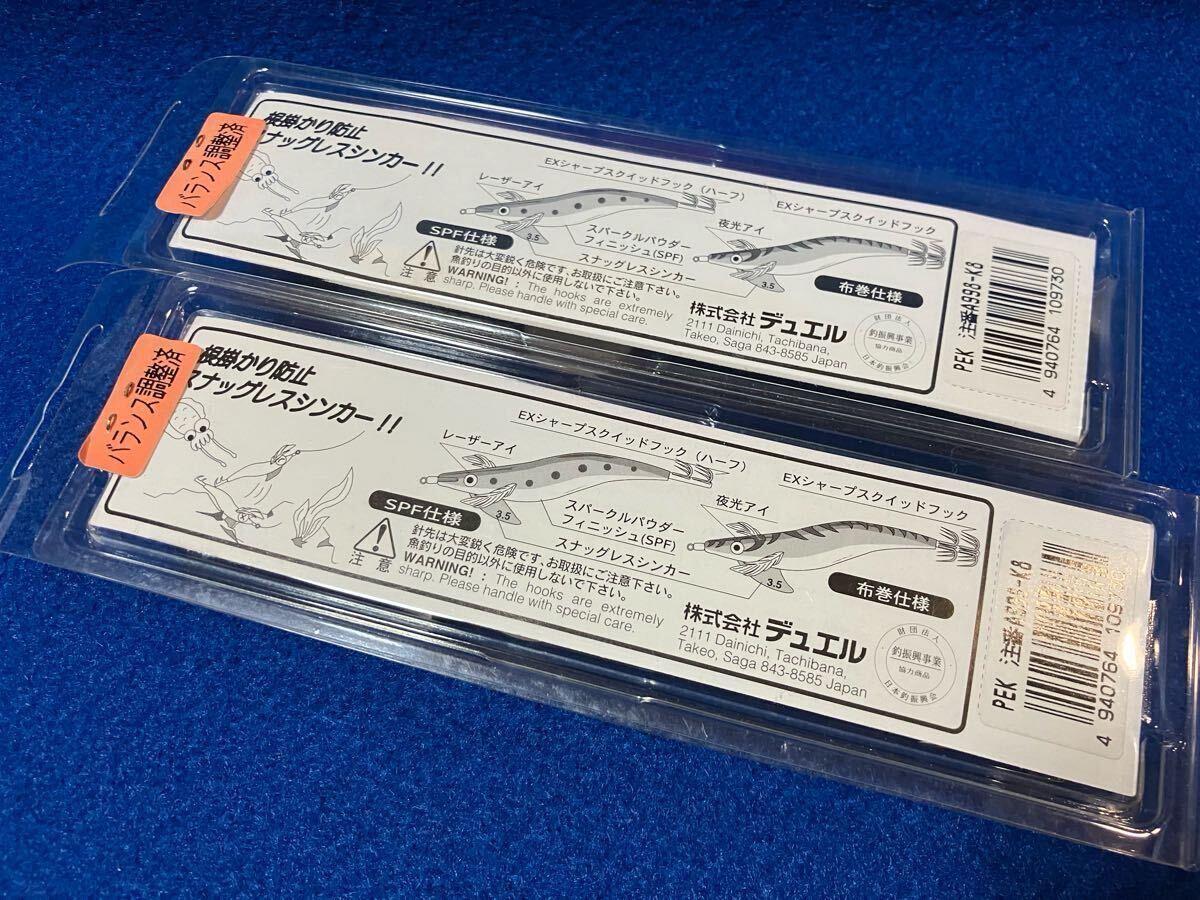 バランス調整済
根掛かり防止
スナッグレスシンカーII
EXシャープスクイッドフック（ハーフ）
レーザーアイ
EXシャープスクイッドフック
スパークルパウダー
フィニッシュ(SPF)
夜光アイ
SPF仕様
3.5
スナッグレスシンカー
3.5
布巻仕様
注意
針先は大変鋭く危険です、お取扱にご注意下さい。
魚釣りの目的以外に使用しないで下さい。
WARNING! : The hooks are extremely
sharp. Please handle with special care.
株式会社 デュエル
2111 Dainichi, Tachibana,
Takeo, Saga 843-8585 Japan
財団法人
釣振興事業
協力商品
日本釣振興会
PEK 注番A998-K8
4 940764 109730
バランス調整済
根掛かり防止
スナッグレスシンカーII
EXシャープスクイッドフック（ハーフ）
レーザーアイ
EXシャープスクイッドフック
スパークルパウダー
フィニッシュ(SPF)
夜光アイ
SPF仕様
3.5
スナッグレスシンカー
3.5
布巻仕様
注意
針先は大変鋭く危険です、お取扱にご注意下さい。
魚釣りの目的以外に使用しないで下さい。
WARNING! : The hooks are extremely
sharp. Please handle with special care.
株式会社 デュエル
2111 Dainichi, Tachibana,
Takeo, Saga 843-8585 Japan
財団法人
釣振興事業
協力商品
日本釣振興会
PEK 注番A998-K8
4 940764 109730